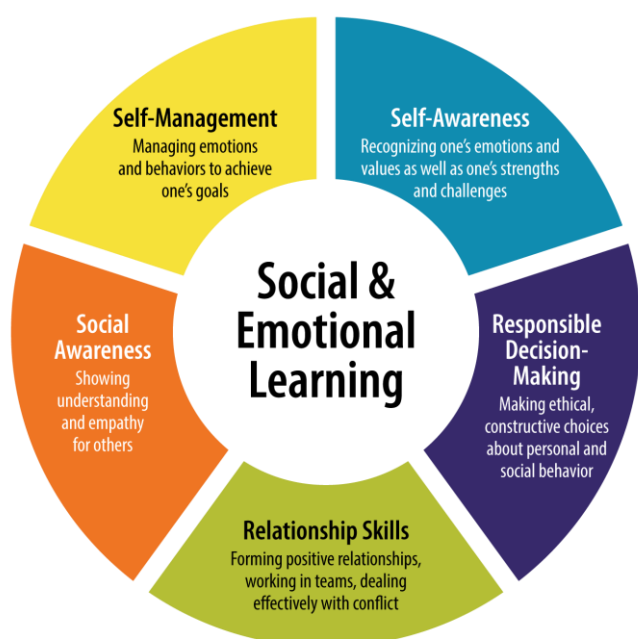 Self-Management
Managing emotions
and behaviors to achieve
one's goals
Self-Awareness
Recognizing one's emotions and
values as well as one's strengths
and challenges
Social &
Emotional
Learning
Social
Awareness
Showing
understanding
and empathy
for others
Responsible
Decision-
Making
Making ethical,
constructive choices
about personal and
social behavior
Relationship Skills
Forming positive relationships,
working in teams, dealing
effectively with conflict